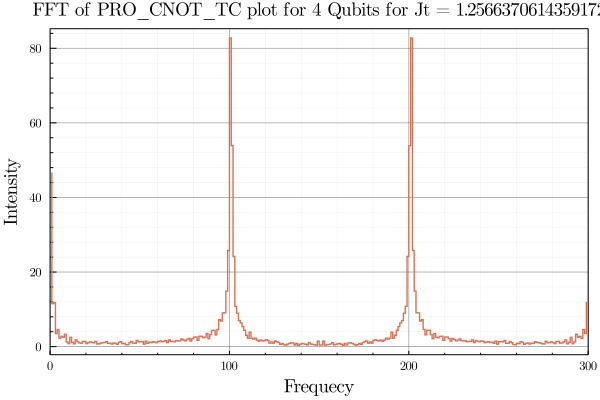 FFT of PRO_CNOT_TC plot for 4 Qubits for Jt = 1.2566370614359172
80
60
40
20
0
0 100 200 300
Intensity
Frequecy